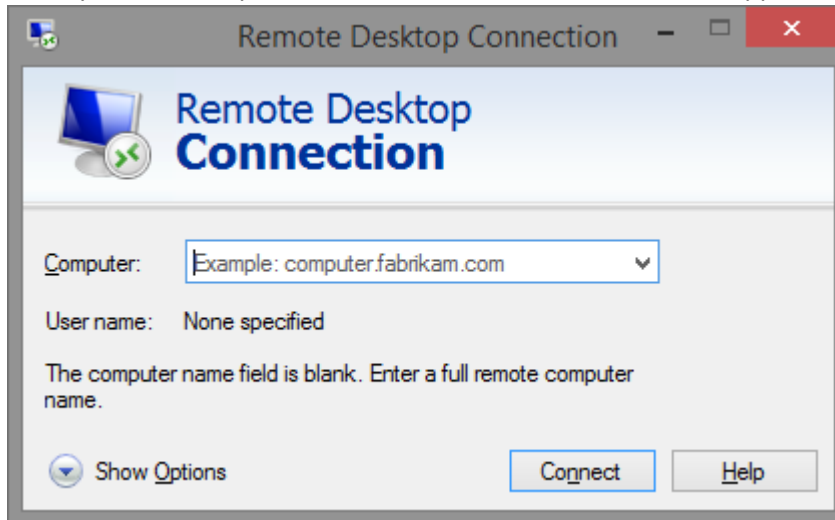 Remote Desktop Connection
Remote Desktop
Connection
Computer: Example: computer.fabrikam.com
User name: None specified
The computer name field is blank. Enter a full remote computer
name.
Show Options Connect Help